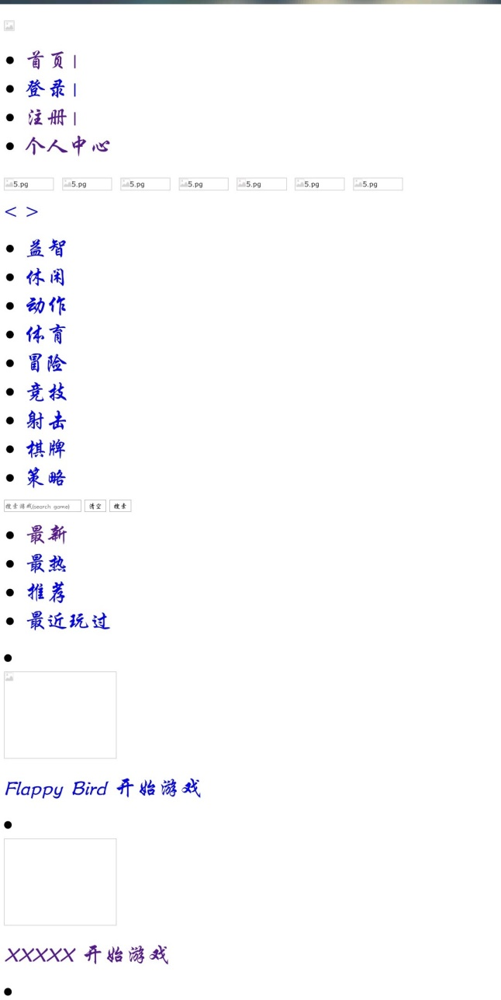 首页 |
登录 |
注册 |
个人中心
5.pg 5.pg 5.pg 5.pg 5.pg 5.pg 5.pg
< >
益智
休闲
动作
体育
冒险
竞技
射击
棋牌
策略
搜索游戏(search game) 清空 搜索
最新
最热
推荐
最近玩过
Flappy Bird 开始游戏
XXXXX 开始游戏